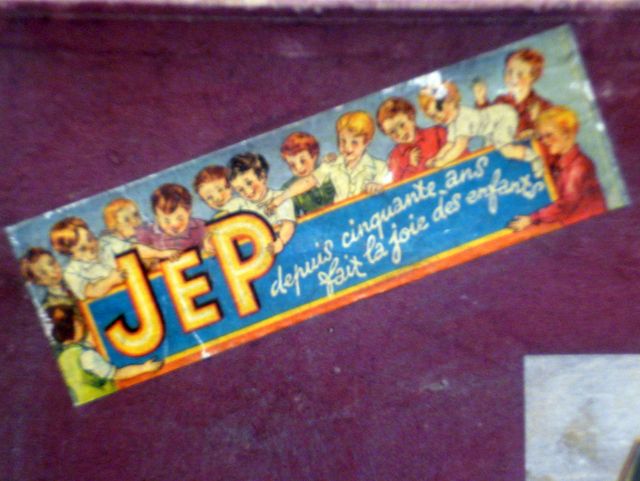 JEP
depuis cinquante ans
fait la joie des enfants